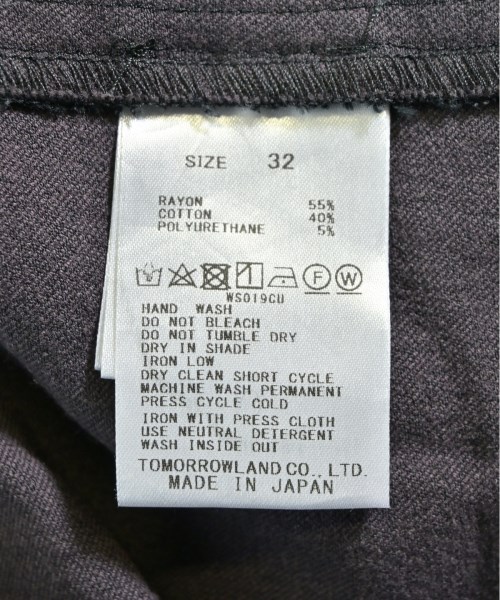 SIZE 32
RAYON 55%
COTTON 40%
POLYURETHANE 5%
F W
WS019CU
HAND WASH
DO NOT BLEACH
DO NOT TUMBLE DRY
DRY IN SHADE
IRON LOW
DRY CLEAN SHORT CYCLE
MACHINE WASH PERMANENT
PRESS CYCLE COLD
IRON WITH PRESS CLOTH
USE NEUTRAL DETERGENT
WASH INSIDE OUT
TOMORROWLAND CO., LTD.
MADE IN JAPAN